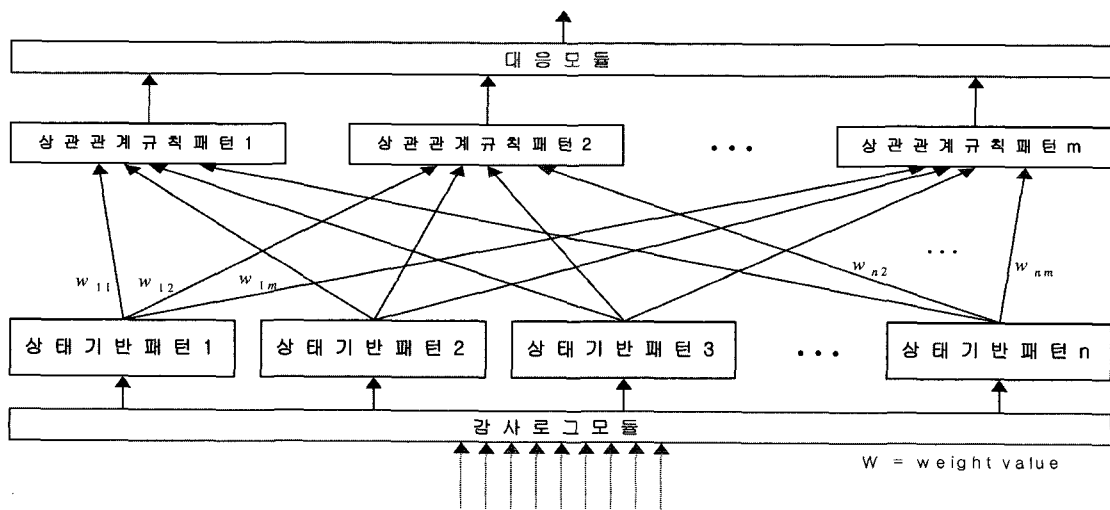 대응모듈
상관관계규칙패턴1
상관관계규칙패턴2
...
상관관계규칙패턴m
...
w 11
w 12
w 1m
w n2
w nm
상태기반패턴1
상태기반패턴2
상태기반패턴3
...
상태기반패턴n
감사로그모듈
W = weight value